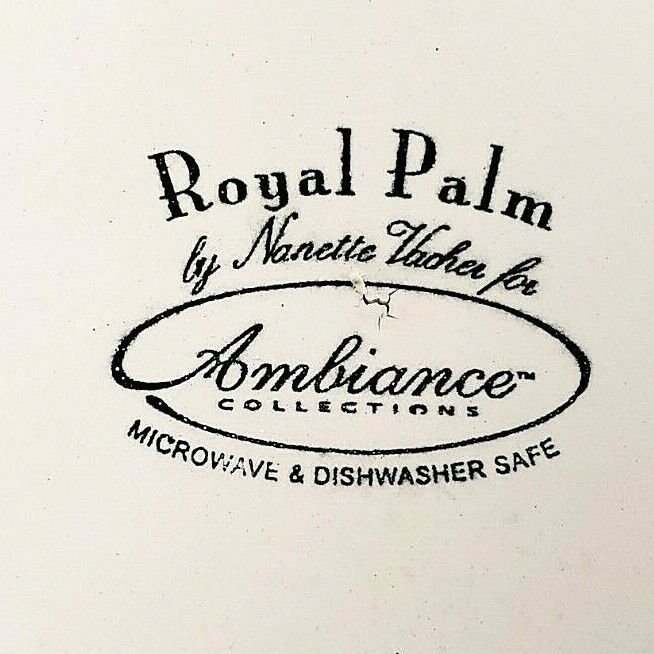 Royal Palm
by Nanette Vacher for
Ambiance™
COLLECTIONS
MICROWAVE & DISHWASHER SAFE